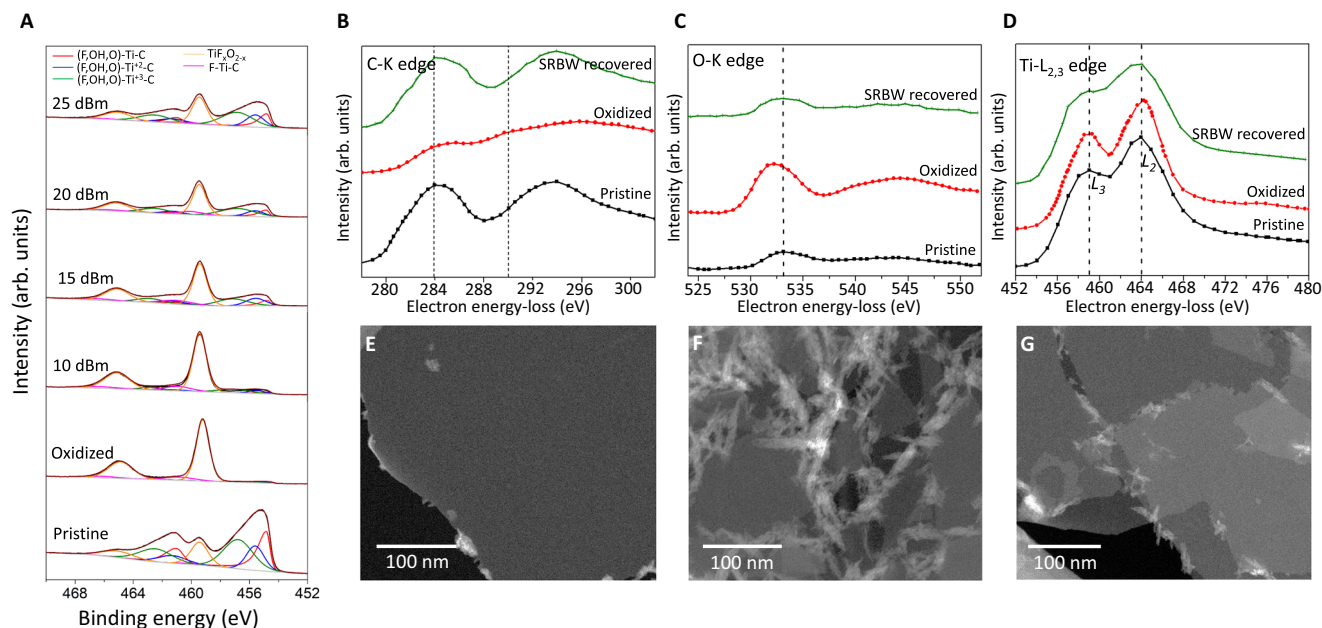 A
(F,OH,O)-Ti-C
(F,OH,O)-Ti⁺²-C
(F,OH,O)-Ti⁺³-C
TiFₓO₂₋ₓ
F-Ti-C
25 dBm
20 dBm
15 dBm
10 dBm
Oxidized
Pristine
Intensity (arb. units)
468 464 460 456 452
Binding energy (eV)
B
C-K edge
SRBW recovered
Oxidized
Pristine
Intensity (arb. units)
280 284 288 292 296 300
Electron energy-loss (eV)
C
O-K edge
SRBW recovered
Oxidized
Pristine
Intensity (arb. units)
525 530 535 540 545 550
Electron energy-loss (eV)
D
Ti-L₂,₃ edge
SRBW recovered
L₂
L₃
Oxidized
Pristine
Intensity (arb. units)
452 456 460 464 468 472 476 480
Electron energy-loss (eV)
E
100 nm
F
100 nm
G
100 nm